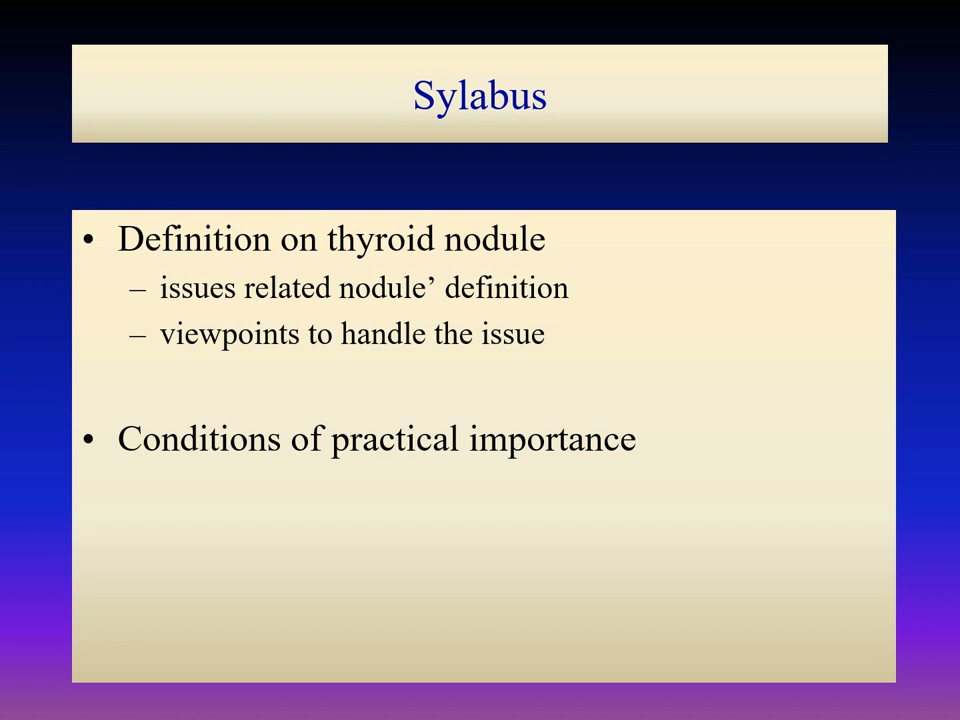 Sylabus
• Definition on thyroid nodule
– issues related nodule’ definition
– viewpoints to handle the issue
• Conditions of practical importance